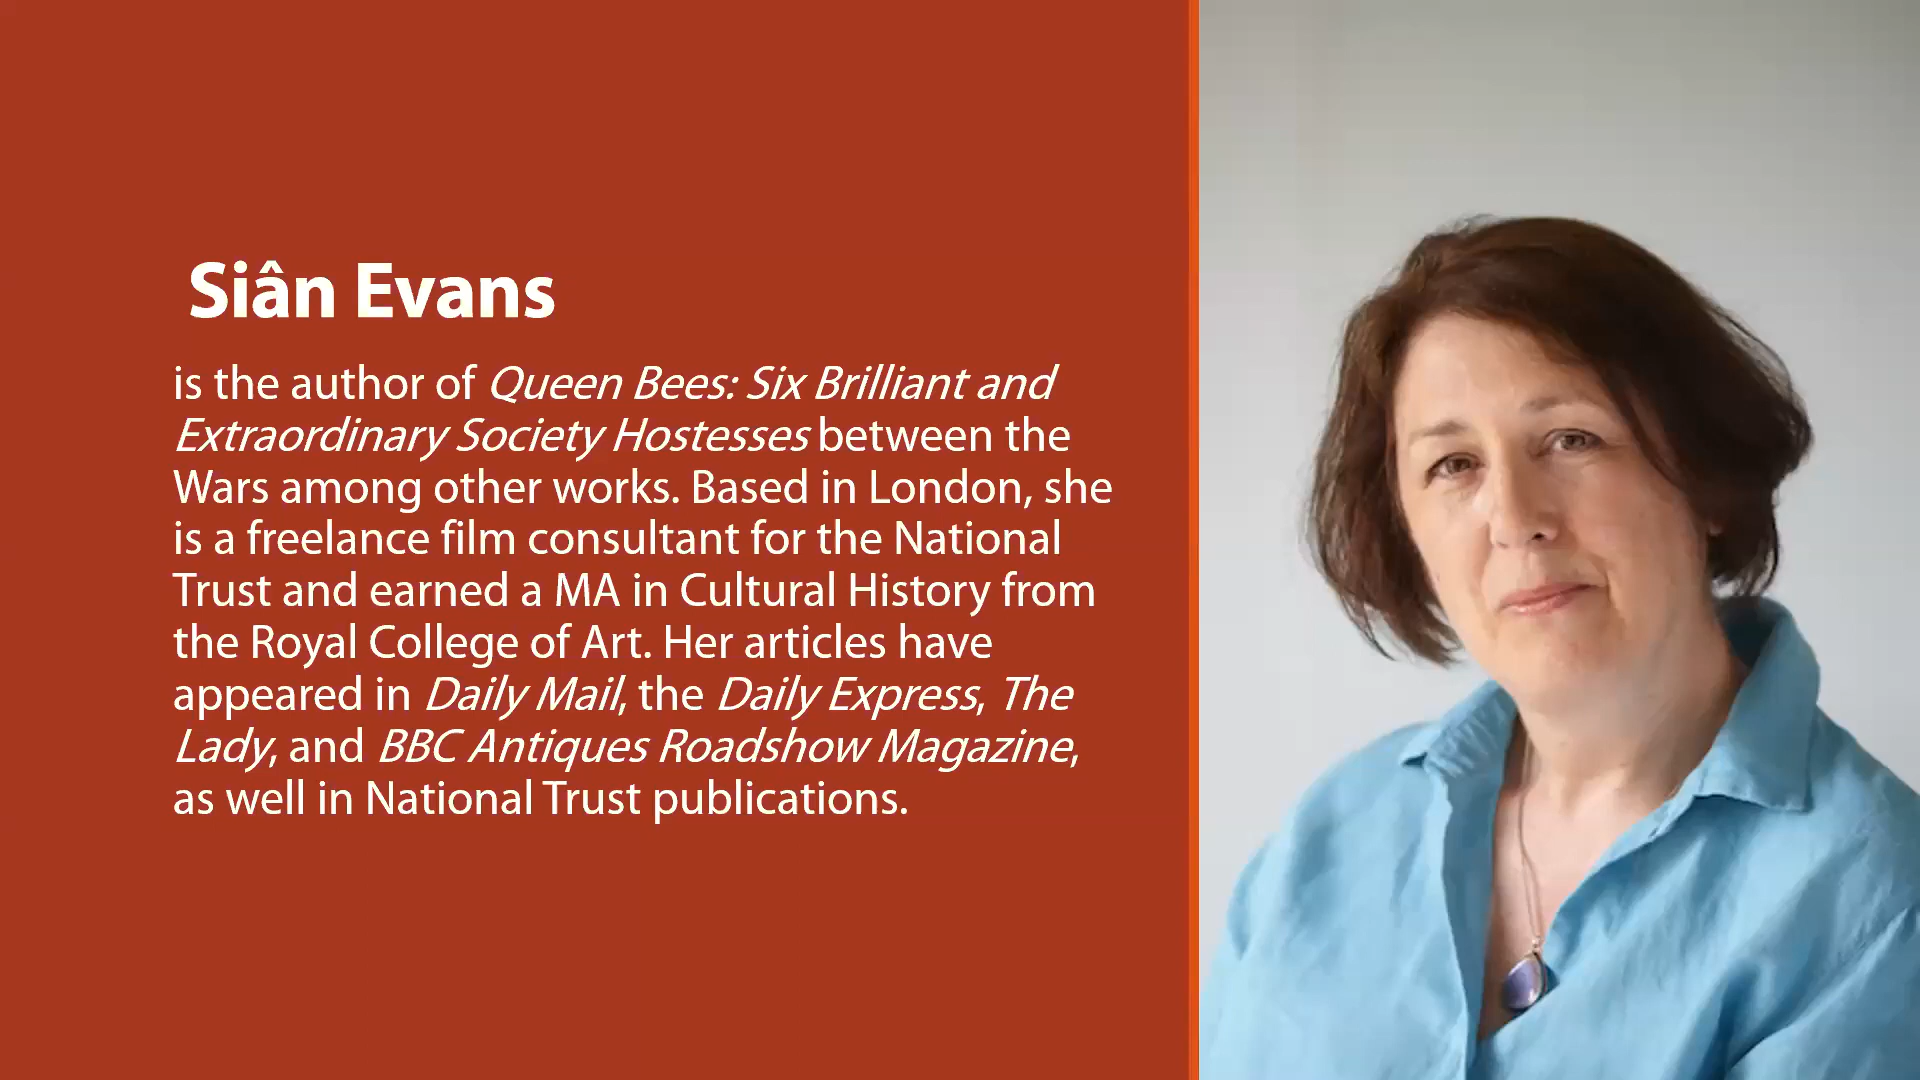 Siân Evans
is the author of Queen Bees: Six Brilliant and
Extraordinary Society Hostesses between the
Wars among other works. Based in London, she
is a freelance film consultant for the National
Trust and earned a MA in Cultural History from
the Royal College of Art. Her articles have
appeared in Daily Mail, the Daily Express, The
Lady, and BBC Antiques Roadshow Magazine,
as well in National Trust publications.